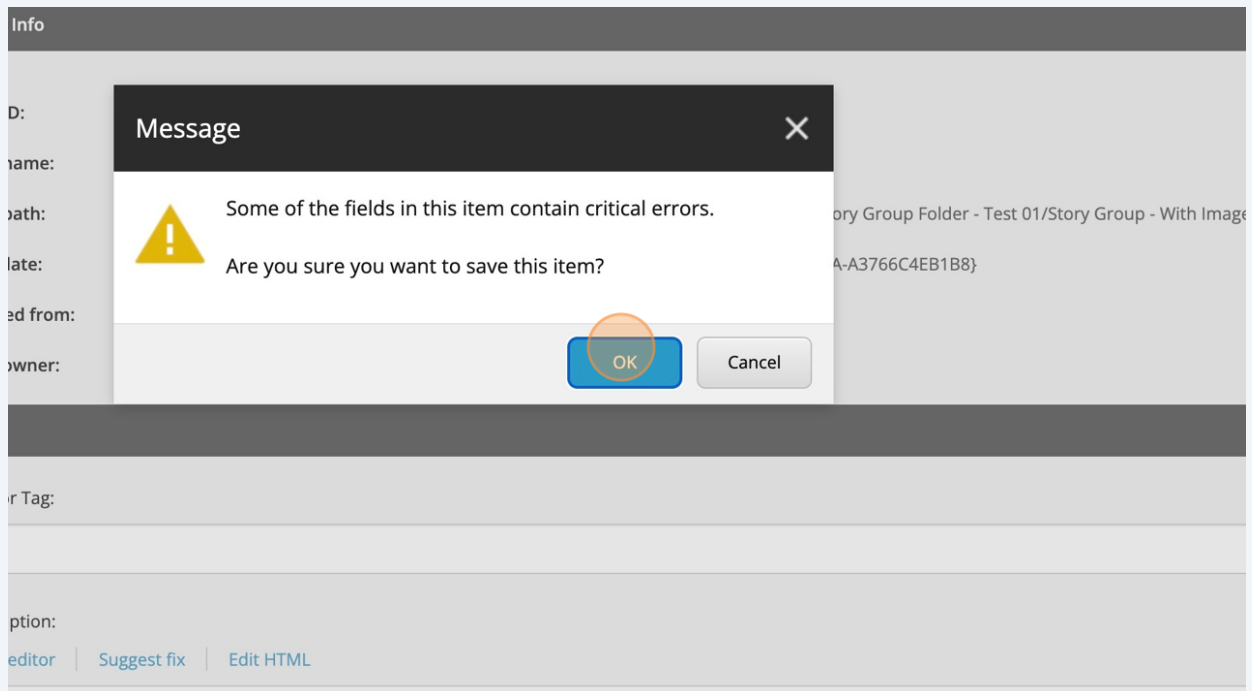 Info
D:
Message
name:
path:
Some of the fields in this item contain critical errors.
ory Group Folder - Test 01/Story Group - With Image
late:
Are you sure you want to save this item?
A-A3766C4EB1B8}
ed from:
owner:
OK
Cancel
or Tag:
ption:
editor
Suggest fix
Edit HTML